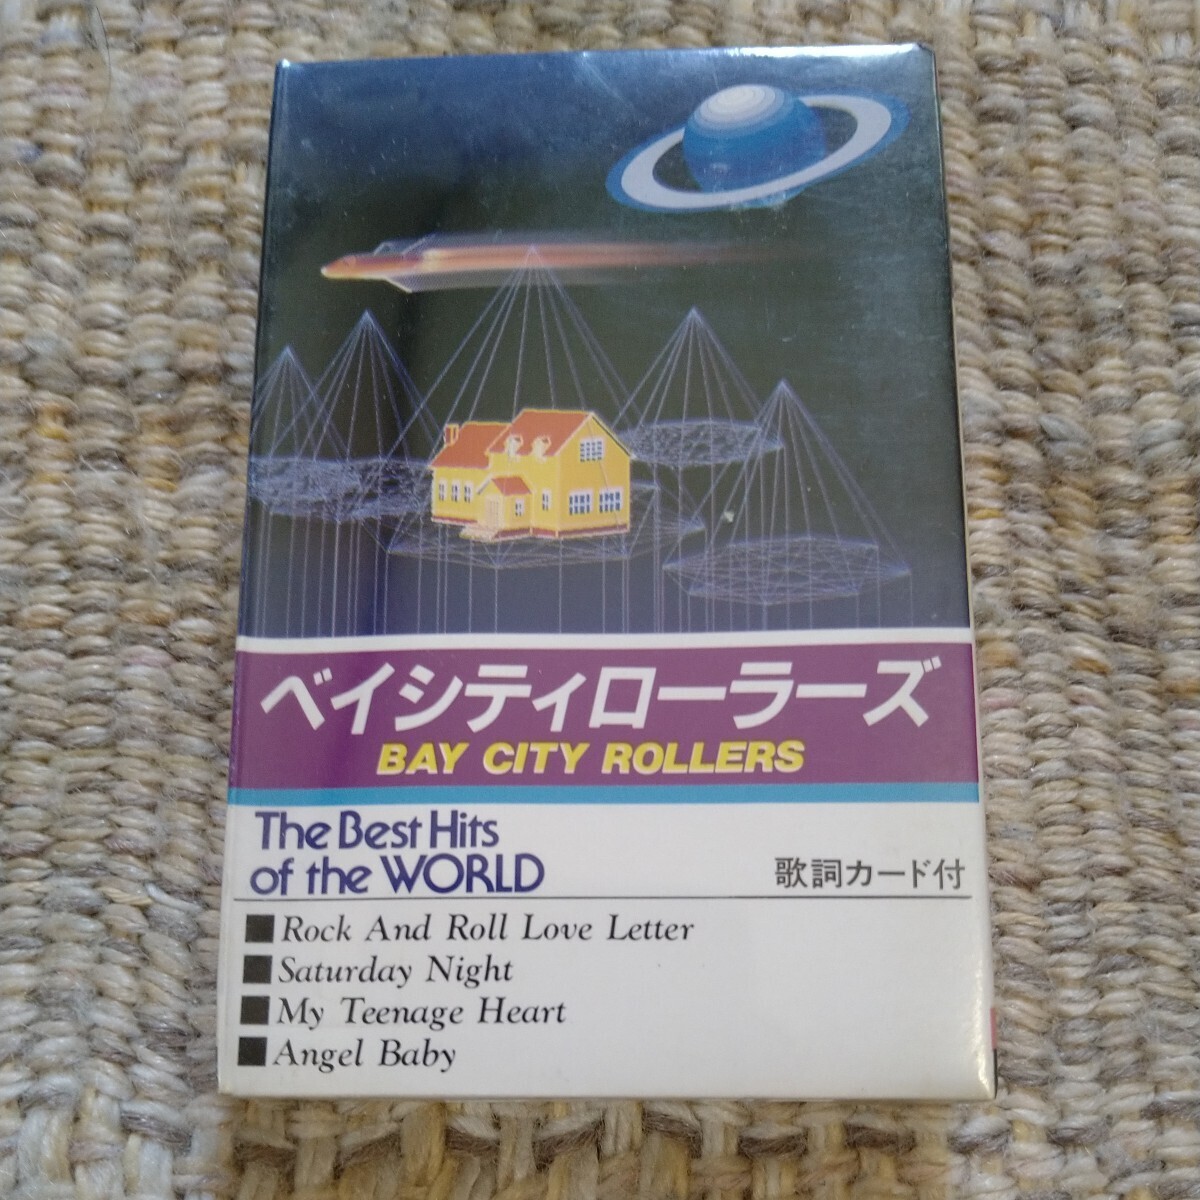 ベイシティローラーズ
BAY CITY ROLLERS
The Best Hits
of the WORLD
歌詞カード付
■Rock And Roll Love Letter
■Saturday Night
■My Teenage Heart
■Angel Baby